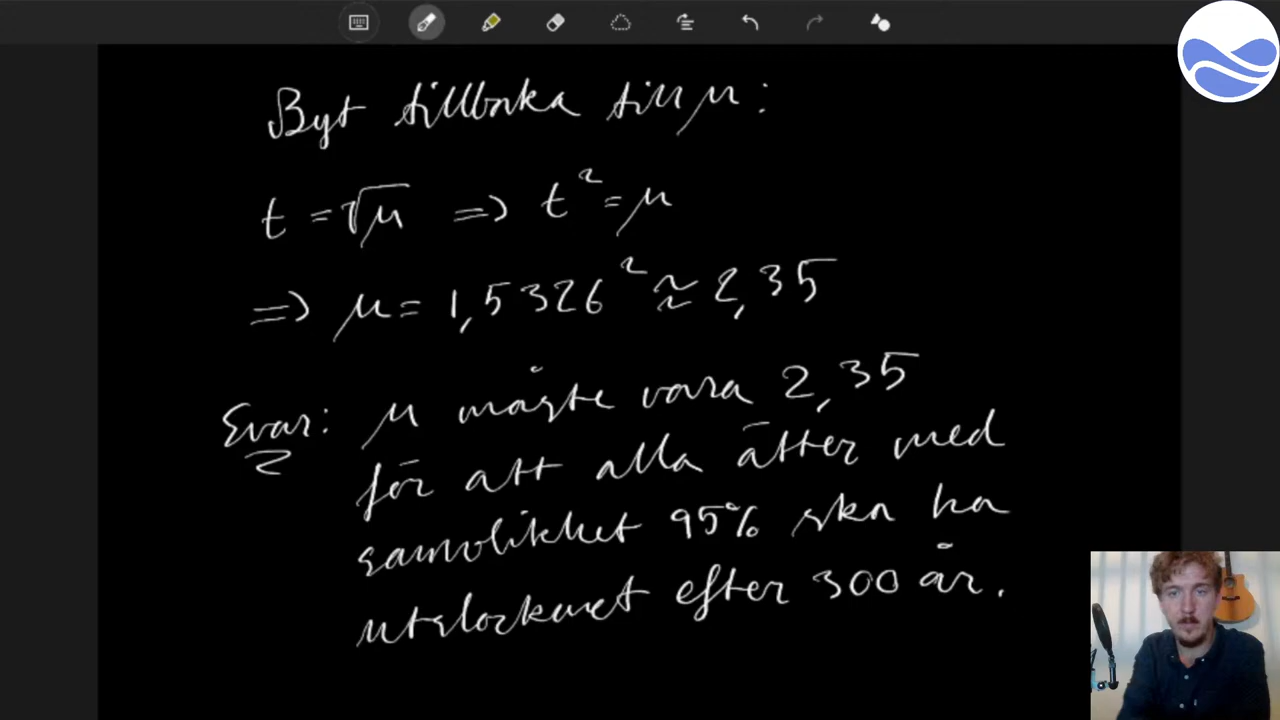 Byt tillbaka till μ:
t = √μ => t² = μ
=> μ = 1,5326² ≈ 2,35
Svar: μ måste vara 2,35
för att alla ätter med
sannolikhet 95% ska ha
utslocknat efter 300 år.